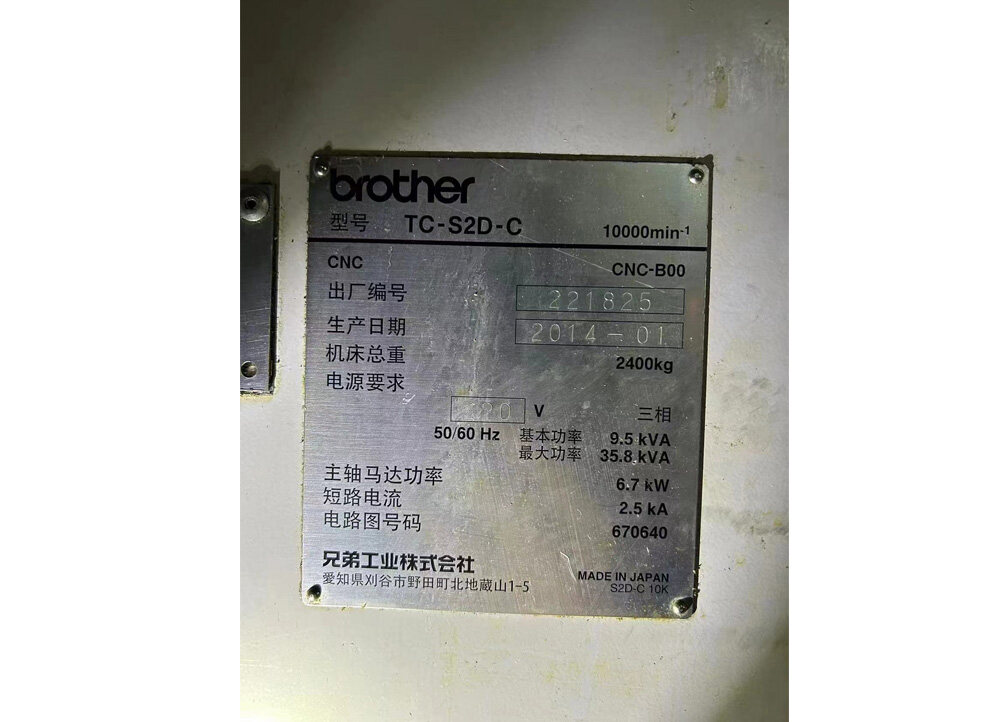 brother
型号 TC-S2D-C 10000min⁻¹
CNC CNC-B00
出厂编号 221825
生产日期 2014-01
机床总重 2400kg
电源要求
V 三相
50/60 Hz 基本功率 9.5 kVA
最大功率 35.8 kVA
主轴马达功率 6.7 kW
短路电流 2.5 kA
电路图号码 670640
兄弟工业株式会社
愛知県刈谷市野田町北地蔵山1-5
MADE IN JAPAN
S2D-C 10K